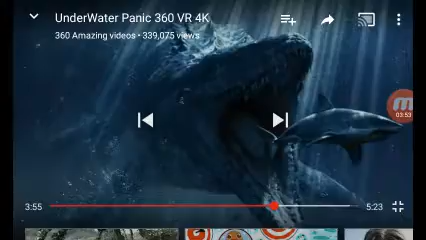 UnderWater Panic 360 VR 4K
360 Amazing videos • 339,075 views
03:53
3:55
5:23